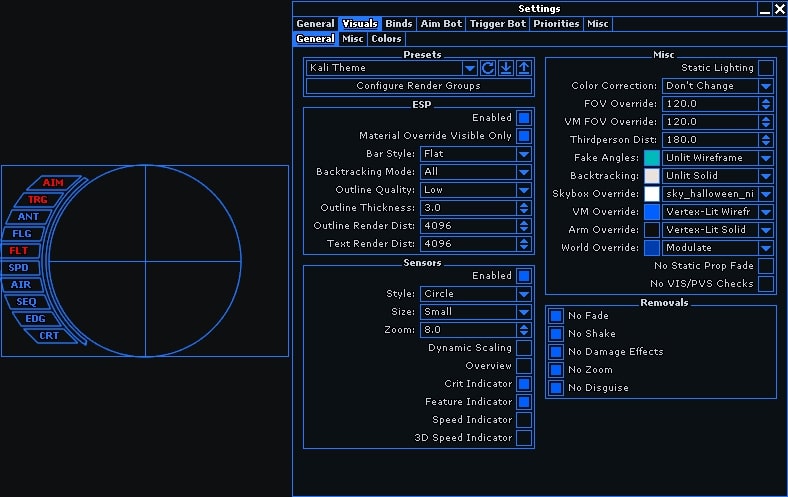 Settings
General Visuals Binds Aim Bot Trigger Bot Priorities Misc
General Misc Colors
Presets
Kali Theme
Configure Render Groups
ESP
Enabled
Material Override Visible Only
Bar Style: Flat
Backtracking Mode: All
Outline Quality: Low
Outline Thickness: 3.0
Outline Render Dist: 4096
Text Render Dist: 4096
Sensors
Enabled
Style: Circle
Size: Small
Zoom: 8.0
Dynamic Scaling
Overview
Crit Indicator
Feature Indicator
Speed Indicator
3D Speed Indicator
Misc
Static Lighting
Color Correction: Don't Change
FOV Override: 120.0
VM FOV Override: 120.0
Thirdperson Dist: 180.0
Fake Angles: Unlit Wireframe
Backtracking: Unlit Solid
Skybox Override: sky_halloween_ni
VM Override: Vertex-Lit Wirefr
Arm Override: Vertex-Lit Solid
World Override: Modulate
No Static Prop Fade
No VIS/PVS Checks
Removals
No Fade
No Shake
No Damage Effects
No Zoom
No Disguise
AIM
TRG
ANT
FLG
FLT
SPD
AIR
SEQ
EDG
CRT